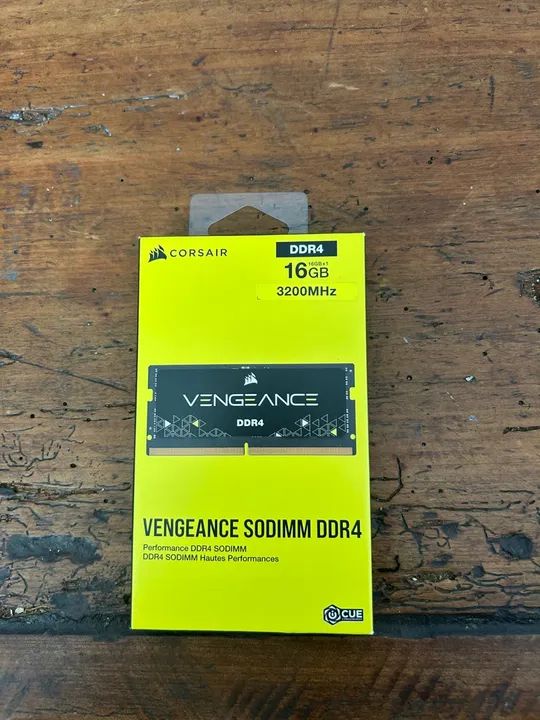 CORSAIR
DDR4
16GB 16GBx1
3200MHz
VENGEANCE
DDR4
VENGEANCE SODIMM DDR4
Performance DDR4 SODIMM
DDR4 SODIMM Hautes Performances
iCUE